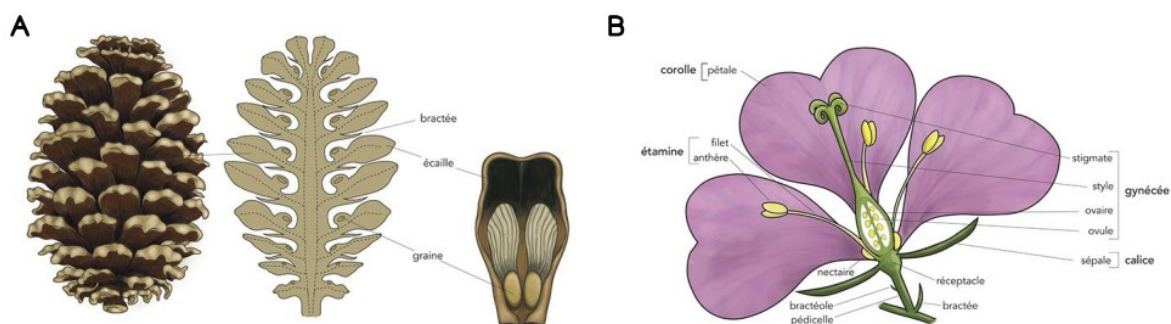 A
bractée
écaille
graine
B
corolle
pétale
étamine
filet
anthère
stigmate
style
gynécée
ovaire
ovule
sépale
calice
nectaire
réceptacle
bractéole
bractée
pédicelle